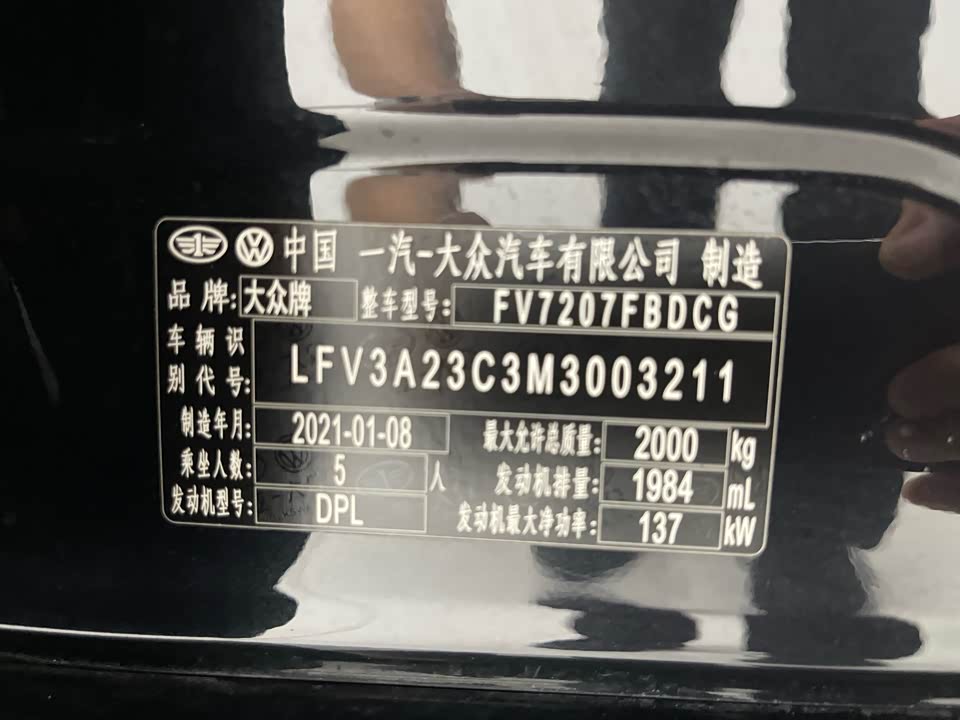 中国 一汽-大众汽车有限公司 制造
品牌:大众牌 整车型号: FV7207FBDCG
车辆识别代号: LFV3A23C3M3003211
制造年月: 2021-01-08 最大允许总质量: 2000 kg
乘坐人数: 5 人 发动机排量: 1984 mL
发动机型号: DPL 发动机最大净功率: 137 kW